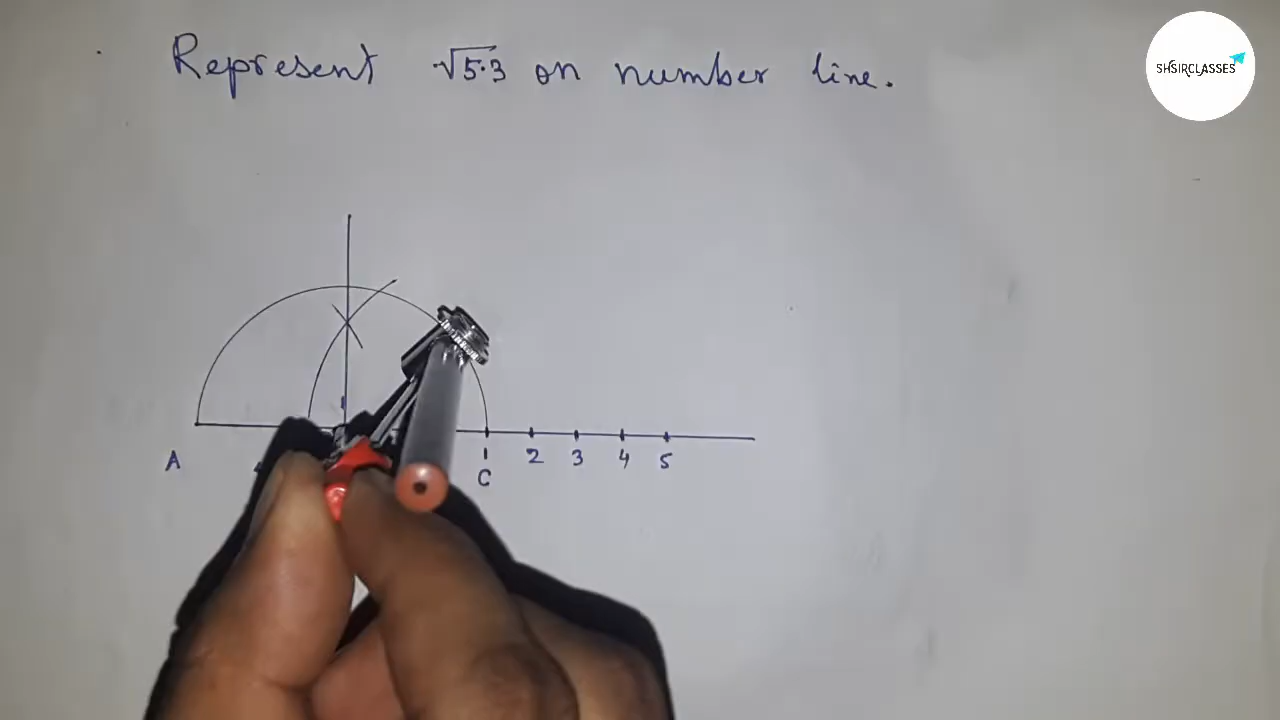 Represent √5.3 on number line.
SHSIRCLASSES
A 1 2 3 4 5
C